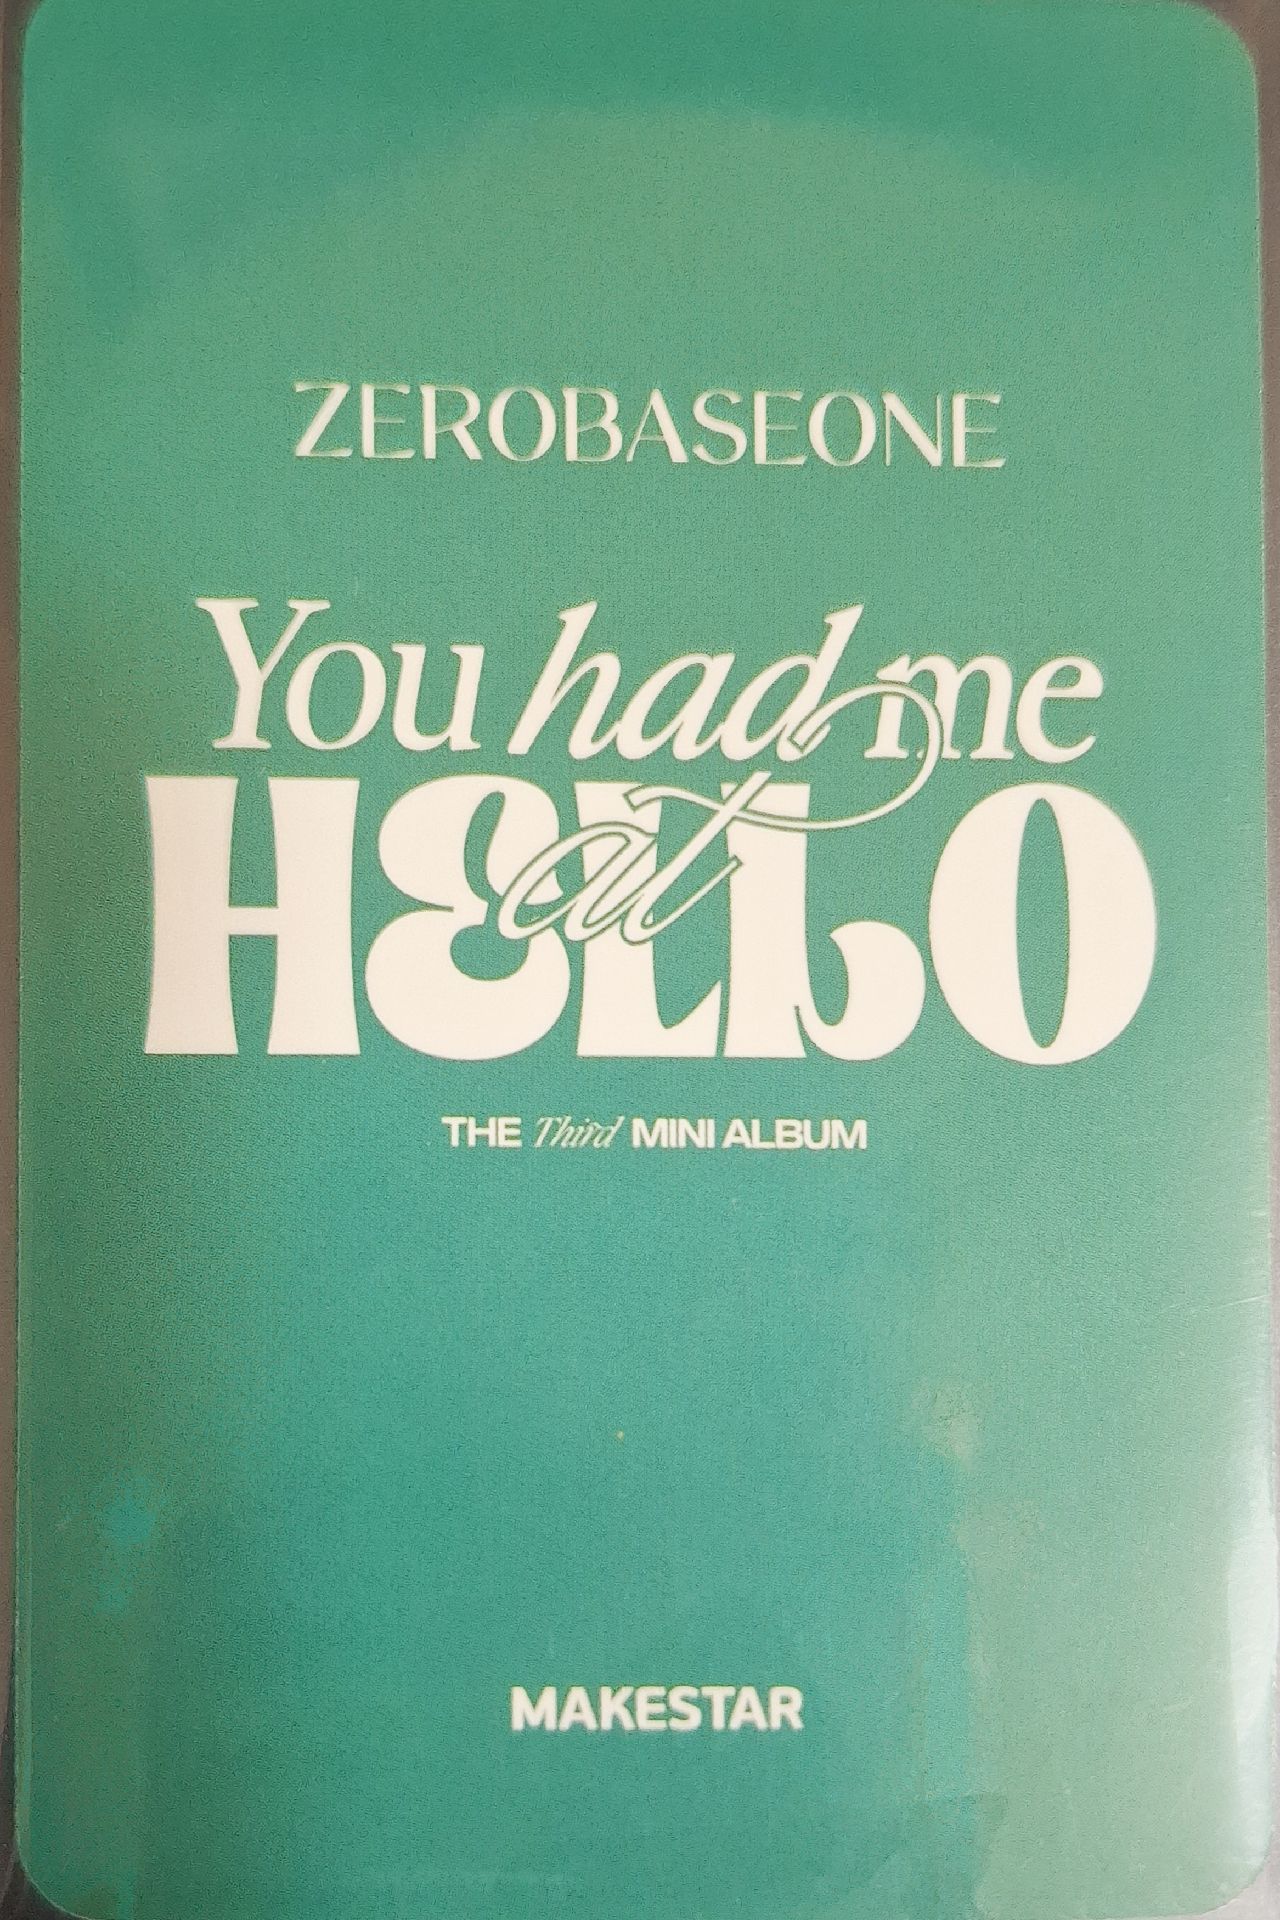 ZEROBASEONE
You had me
at
HELLO
THE Third MINI ALBUM
MAKESTAR